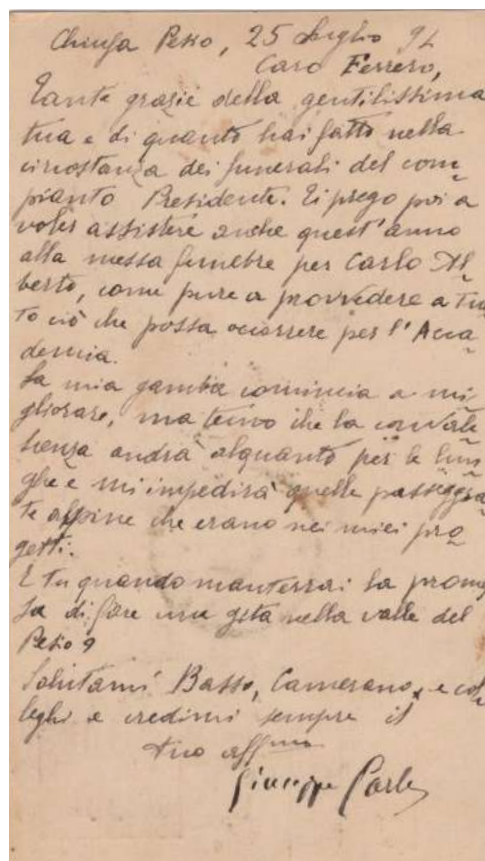 Chiusa Pesio, 25 Luglio 91
Caro Ferrero,
Tante grazie della gentilissima
tua e di quanto hai fatto nella
circostanza dei funerali del com-
pianto Presidente. Ti prego poi a
voler assistere anche quest'anno
alla messa funebre per Carlo Al-
berto, come pure a provvedere a tut-
to ciò che possa occorrere per l'Acca-
demia.
La mia gamba comincia a mi-
gliorare, ma temo che la convale-
scenza andrà alquanto per le lun-
ghe e mi impedirà quelle passeggia-
te alpine che erano nei miei pro-
getti.
E tu quando manterrai la promes-
sa di fare una gita nella valle del
Pesio?
Salutami Basso, Camerano, e col-
leghi e credimi sempre il
tuo affmo
Giuseppe Carle